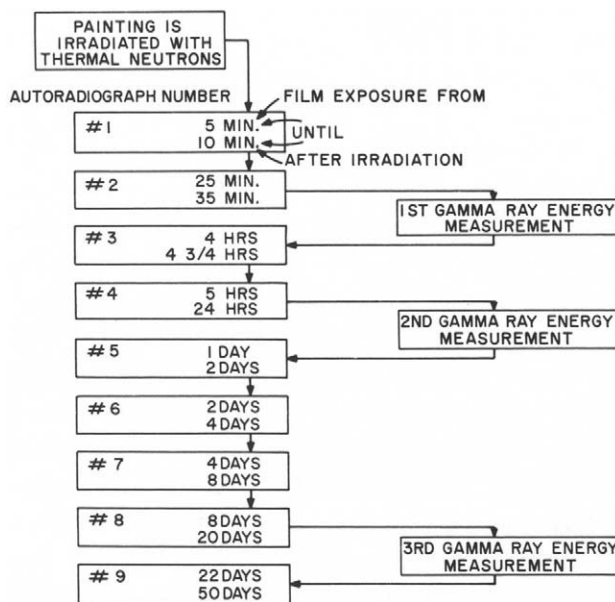 PAINTING IS
IRRADIATED WITH
THERMAL NEUTRONS
AUTORADIOGRAPH NUMBER
FILM EXPOSURE FROM
#1 5 MIN.
UNTIL
10 MIN.
AFTER IRRADIATION
#2 25 MIN.
35 MIN.
1ST GAMMA RAY ENERGY
MEASUREMENT
#3 4 HRS
4 3/4 HRS
#4 5 HRS
24 HRS
2ND GAMMA RAY ENERGY
MEASUREMENT
#5 1 DAY
2 DAYS
#6 2 DAYS
4 DAYS
#7 4 DAYS
8 DAYS
#8 8 DAYS
20 DAYS
3RD GAMMA RAY ENERGY
MEASUREMENT
#9 22 DAYS
50 DAYS